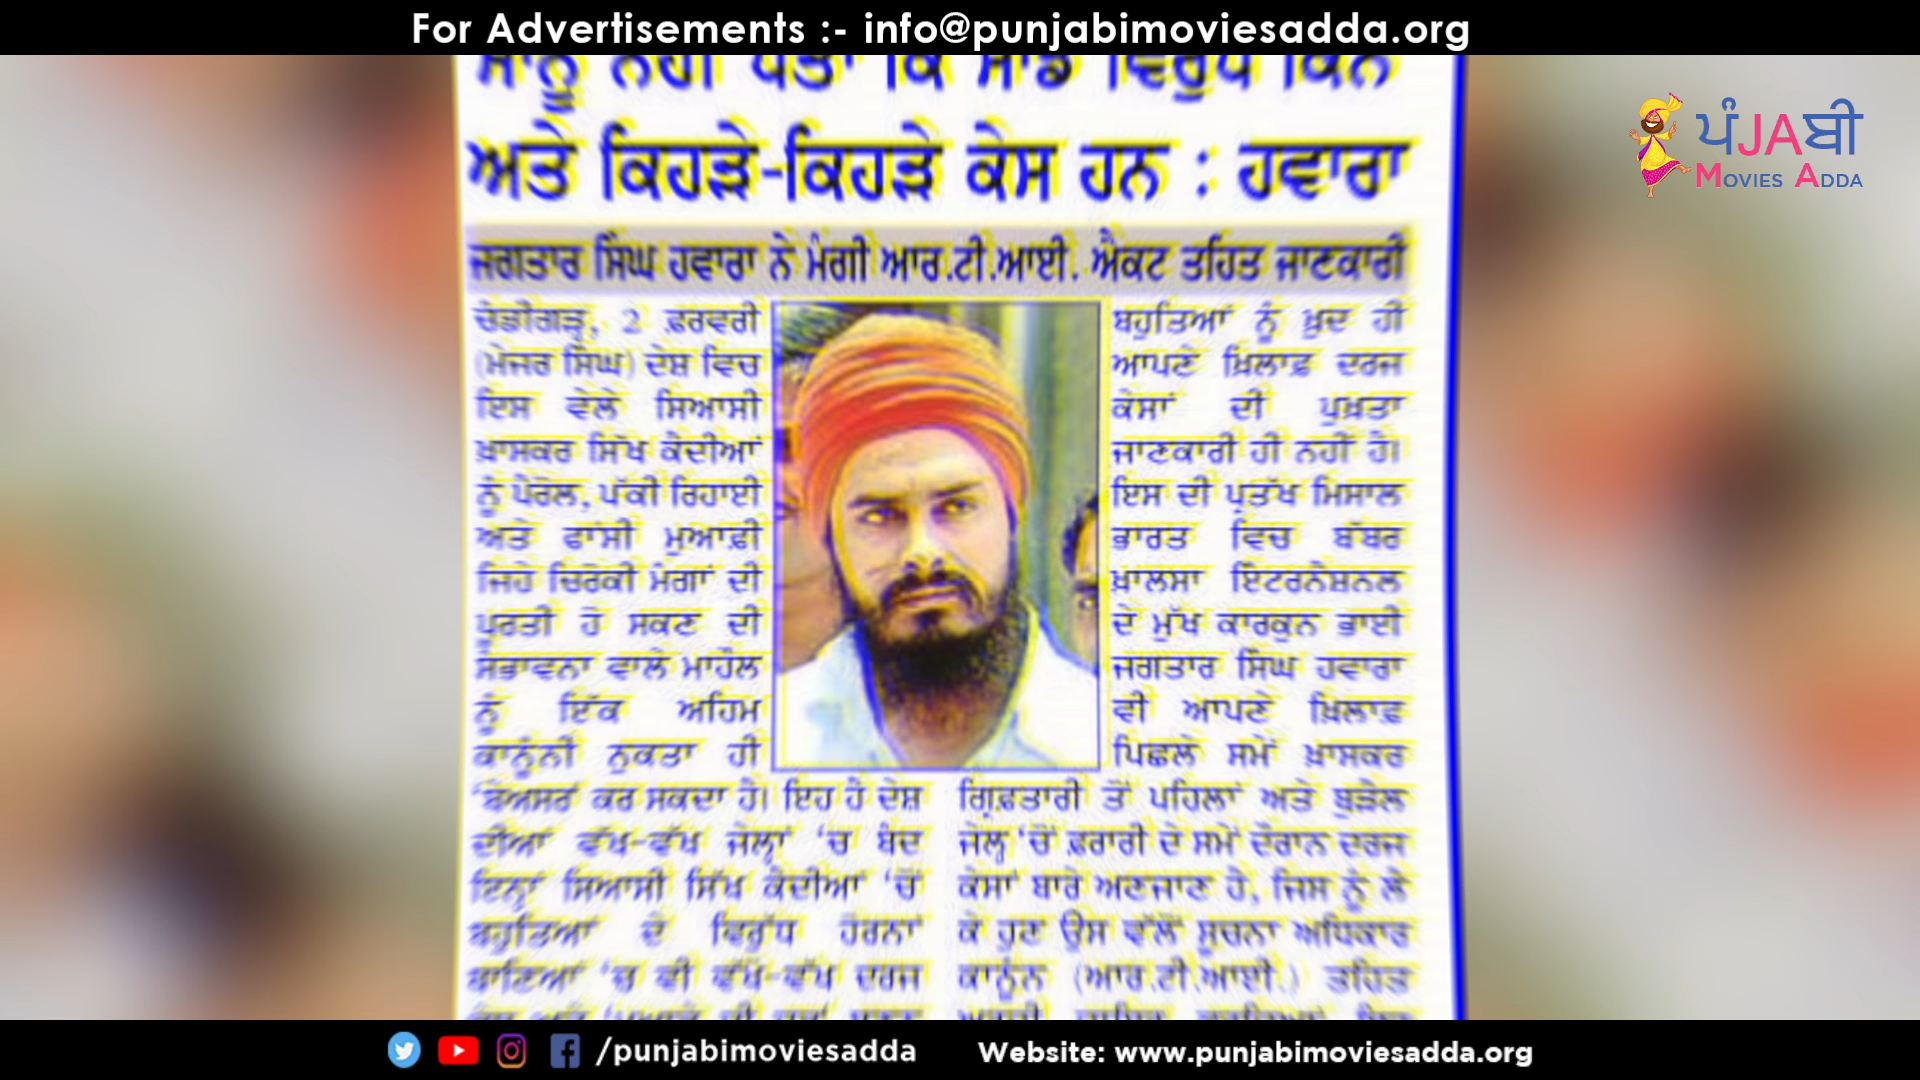 For Advertisements :- info@punjabimoviesadda.org
ਸਾਨੂੰ ਨਹੀਂ ਪਤਾ ਕਿ ਸਾਡੇ ਵਿਰੁਧ ਕਿੰਨੇ
ਅਤੇ ਕਿਹੜੇ-ਕਿਹੜੇ ਕੇਸ ਹਨ : ਹਵਾਰਾ
ਪੰJAਬੀ
MOVIES ADDA
ਜਗਤਾਰ ਸਿੰਘ ਹਵਾਰਾ ਨੇ ਮੰਗੀ ਆਰ.ਟੀ.ਆਈ. ਐਕਟ ਤਹਿਤ ਜਾਣਕਾਰੀ
ਚੰਡੀਗੜ੍ਹ, 2 ਫ਼ਰਵਰੀ
(ਮੇਜਰ ਸਿੰਘ) ਦੇਸ਼ ਵਿਚ
ਇਸ ਵੇਲੇ ਸਿਆਸੀ
ਖ਼ਾਸਕਰ ਸਿੱਖ ਕੈਦੀਆਂ
ਨੂੰ ਪੈਰੋਲ, ਪੱਕੀ ਰਿਹਾਈ
ਅਤੇ ਫਾਂਸੀ ਮੁਆਫ਼ੀ
ਜਿਹੇ ਚਿਰੋਕੀ ਮੰਗਾਂ ਦੀ
ਪੂਰਤੀ ਹੋ ਸਕਣ ਦੀ
ਸੰਭਾਵਨਾ ਵਾਲੇ ਮਾਹੌਲ
ਨੂੰ ਇੱਕ ਅਹਿਮ
ਕਾਨੂੰਨੀ ਨੁਕਤਾ ਹੀ
'ਬੇਅਸਰ' ਕਰ ਸਕਦਾ ਹੈ। ਇਹ ਹੈ ਦੇਸ਼
ਦੀਆਂ ਵੱਖ-ਵੱਖ ਜੇਲ੍ਹਾਂ 'ਚ ਬੰਦ
ਇਨ੍ਹਾਂ ਸਿਆਸੀ ਸਿੱਖ ਕੈਦੀਆਂ 'ਚੋਂ
ਬਹੁਤਿਆਂ ਦੇ ਵਿਰੁੱਧ ਹੋਰਨਾਂ
ਥਾਣਿਆਂ 'ਚ ਵੀ ਵੱਖ-ਵੱਖ ਦਰਜ
ਬਹੁਤਿਆਂ ਨੂੰ ਖ਼ੁਦ ਹੀ
ਆਪਣੇ ਖ਼ਿਲਾਫ਼ ਦਰਜ
ਕੇਸਾਂ ਦੀ ਪੁਖ਼ਤਾ
ਜਾਣਕਾਰੀ ਹੀ ਨਹੀਂ ਹੈ।
ਇਸ ਦੀ ਪ੍ਰਤੱਖ ਮਿਸਾਲ
ਭਾਰਤ ਵਿਚ ਬੱਬਰ
ਖ਼ਾਲਸਾ ਇੰਟਰਨੈਸ਼ਨਲ
ਦੇ ਮੁੱਖ ਕਾਰਕੁਨ ਭਾਈ
ਜਗਤਾਰ ਸਿੰਘ ਹਵਾਰਾ
ਵੀ ਆਪਣੇ ਖ਼ਿਲਾਫ਼
ਪਿਛਲੇ ਸਮੇਂ ਖ਼ਾਸਕਰ
ਗ੍ਰਿਫ਼ਤਾਰੀ ਤੋਂ ਪਹਿਲਾਂ ਅਤੇ ਬੁੜੈਲ
ਜੇਲ੍ਹ 'ਚੋਂ ਫ਼ਰਾਰੀ ਦੇ ਸਮੇਂ ਦੌਰਾਨ ਦਰਜ
ਕੇਸਾਂ ਬਾਰੇ ਅਣਜਾਣ ਹੈ, ਜਿਸ ਨੂੰ ਲੈ
ਕੇ ਹੁਣ ਉਸ ਵੱਲੋਂ ਸੂਚਨਾ ਅਧਿਕਾਰ
ਕਾਨੂੰਨ (ਆਰ.ਟੀ.ਆਈ.) ਤਹਿਤ
/punjabimoviesadda
Website: www.punjabimoviesadda.org